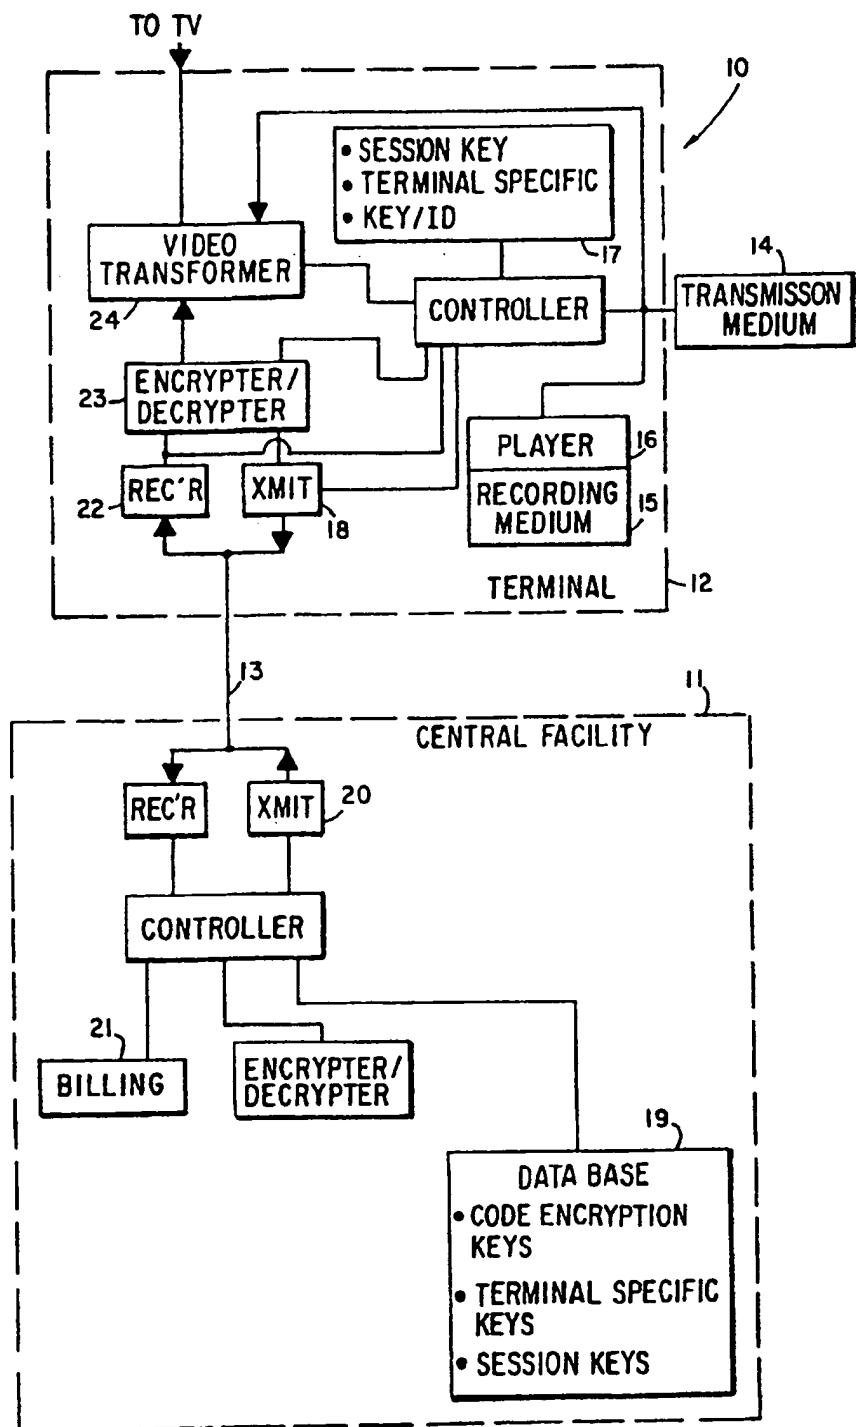 TO TV
10
• SESSION KEY
• TERMINAL SPECIFIC
• KEY/ID
17
VIDEO
TRANSFORMER
24
CONTROLLER
14
TRANSMISSON
MEDIUM
23
ENCRYPTER/
DECRYPTER
PLAYER
16
RECORDING
MEDIUM
15
22
REC'R
XMIT
18
TERMINAL
12
13
11
CENTRAL FACILITY
REC'R
XMIT
20
CONTROLLER
21
BILLING
ENCRYPTER/
DECRYPTER
19
DATA BASE
• CODE ENCRYPTION
KEYS
• TERMINAL SPECIFIC
KEYS
• SESSION KEYS